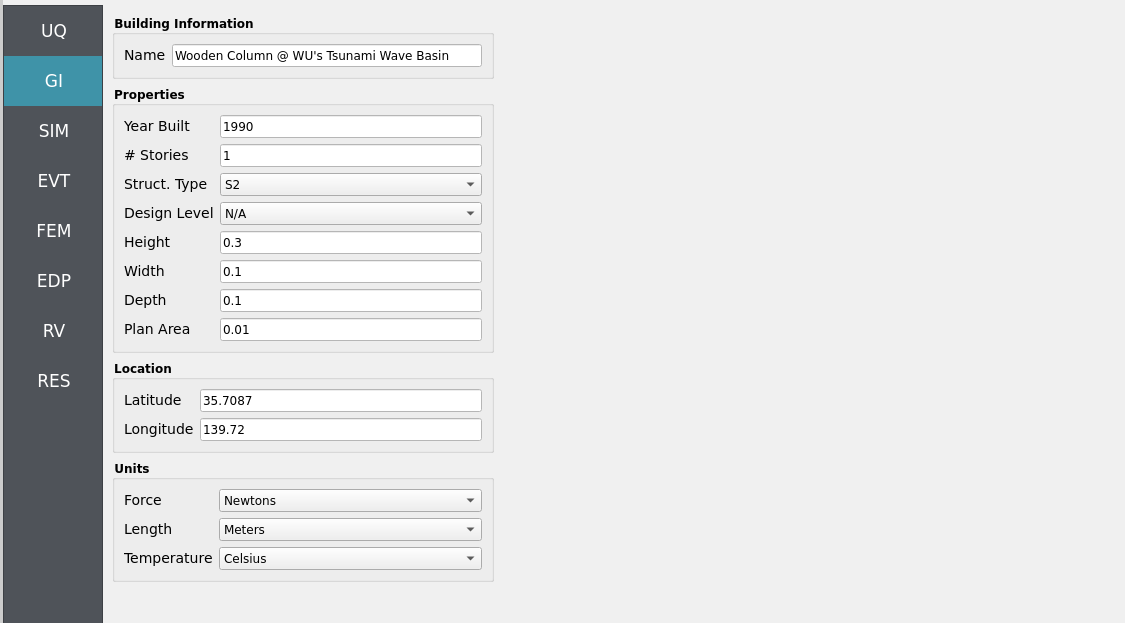 UQ
GI
SIM
EVT
FEM
EDP
RV
RES
Building Information
Name Wooden Column @ WU's Tsunami Wave Basin
Properties
Year Built 1990
# Stories 1
Struct. Type S2
Design Level N/A
Height 0.3
Width 0.1
Depth 0.1
Plan Area 0.01
Location
Latitude 35.7087
Longitude 139.72
Units
Force Newtons
Length Meters
Temperature Celsius